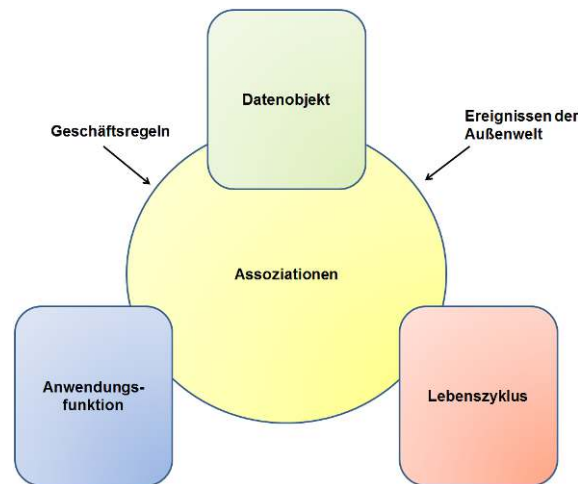 Datenobjekt
Geschäftsregeln
Ereignissen der
Außenwelt
Assoziationen
Anwendungs-
funktion
Lebenszyklus